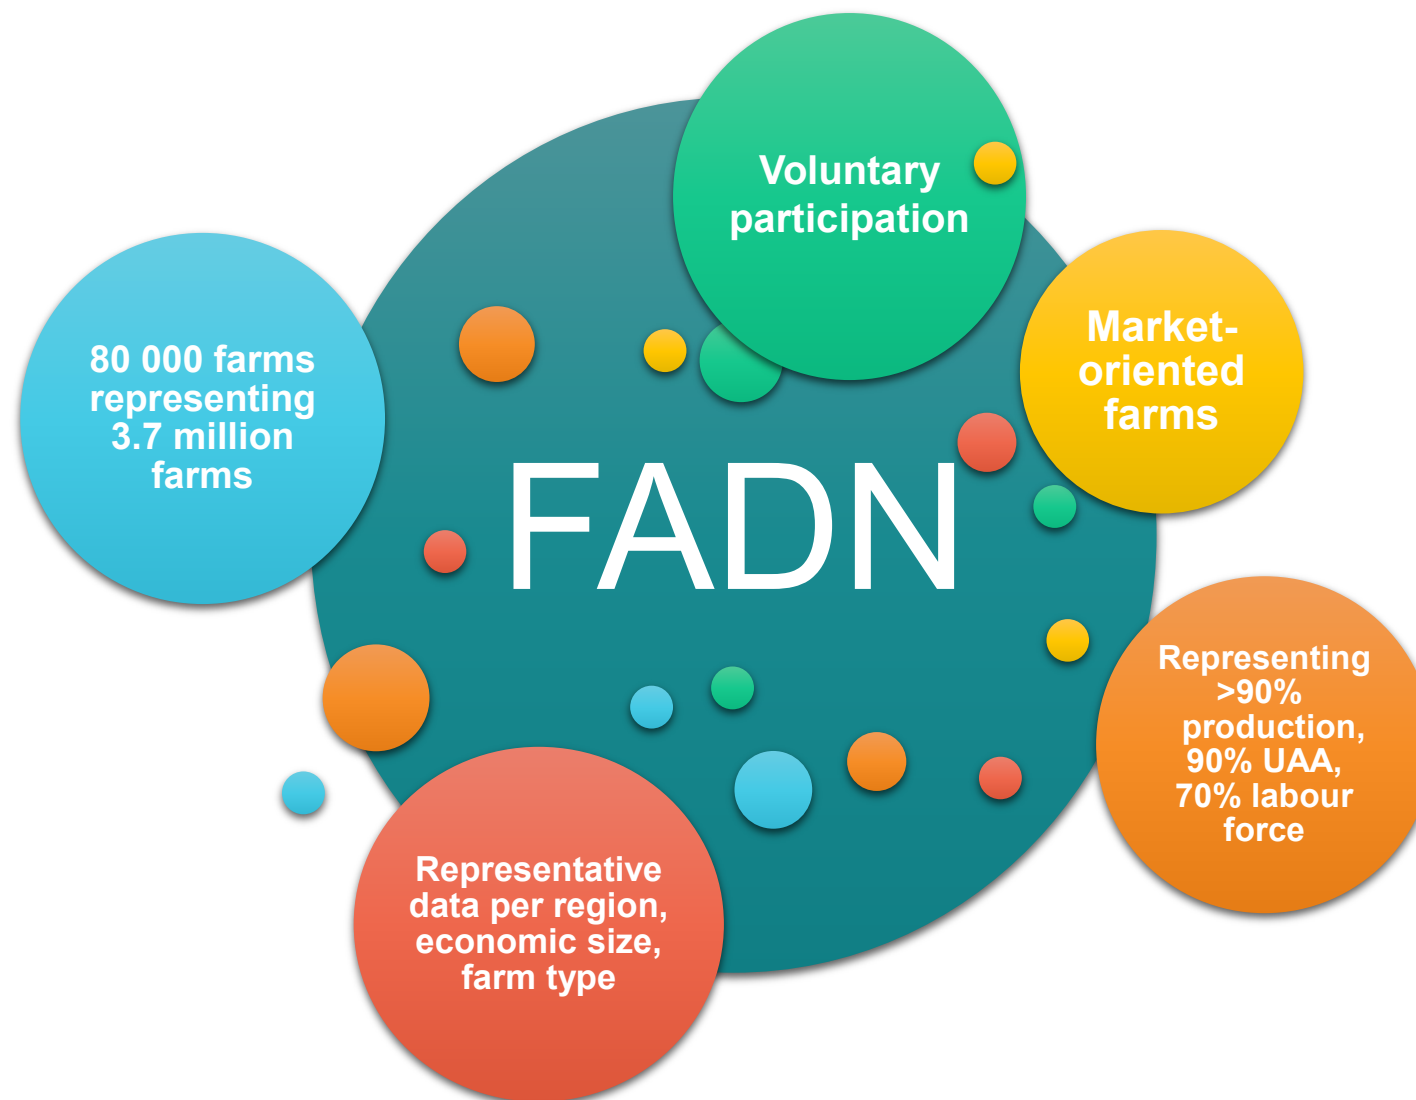 Voluntary
participation
Market-
oriented
farms
80 000 farms
representing
3.7 million
farms
FADN
Representing
>90%
production,
90% UAA,
70% labour
force
Representative
data per region,
economic size,
farm type